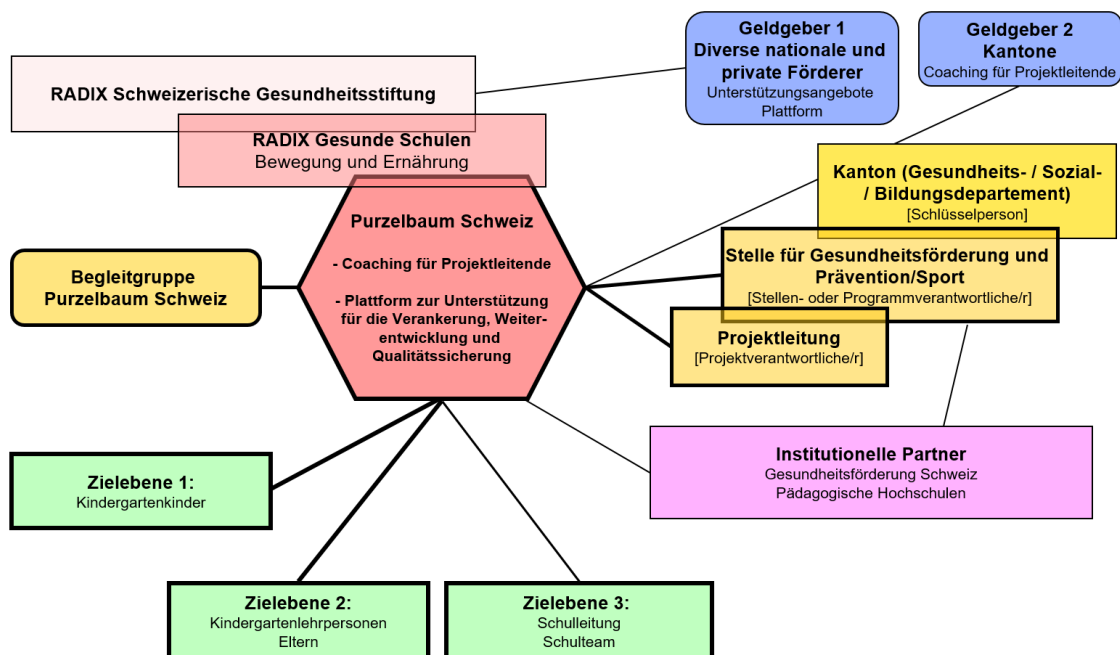 Geldgeber 1
Diverse nationale und
private Förderer
Unterstützungsangebote
Plattform
Geldgeber 2
Kantone
Coaching für Projektleitende
RADIX Schweizerische Gesundheitsstiftung
RADIX Gesunde Schulen
Bewegung und Ernährung
Kanton (Gesundheits- / Sozial-
/ Bildungsdepartement)
[Schlüsselperson]
Purzelbaum Schweiz
- Coaching für Projektleitende
- Plattform zur Unterstützung
für die Verankerung, Weiter-
entwicklung und
Qualitätssicherung
Begleitgruppe
Purzelbaum Schweiz
Stelle für Gesundheitsförderung und
Prävention/Sport
[Stellen- oder Programmverantwortliche/r]
Projektleitung
[Projektverantwortliche/r]
Institutionelle Partner
Gesundheitsförderung Schweiz
Pädagogische Hochschulen
Zielebene 1:
Kindergartenkinder
Zielebene 2:
Kindergartenlehrpersonen
Eltern
Zielebene 3:
Schulleitung
Schulteam